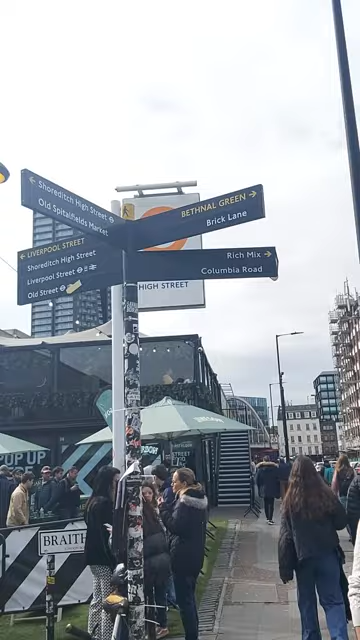 ← Shoreditch High Street
Old Spitalfields Market
BETHNAL GREEN →
Brick Lane
← LIVERPOOL STREET
Shoreditch High Street
Liverpool Street
Old Street
Rich Mix →
Columbia Road
HIGH STREET
POP UP
BRAITH